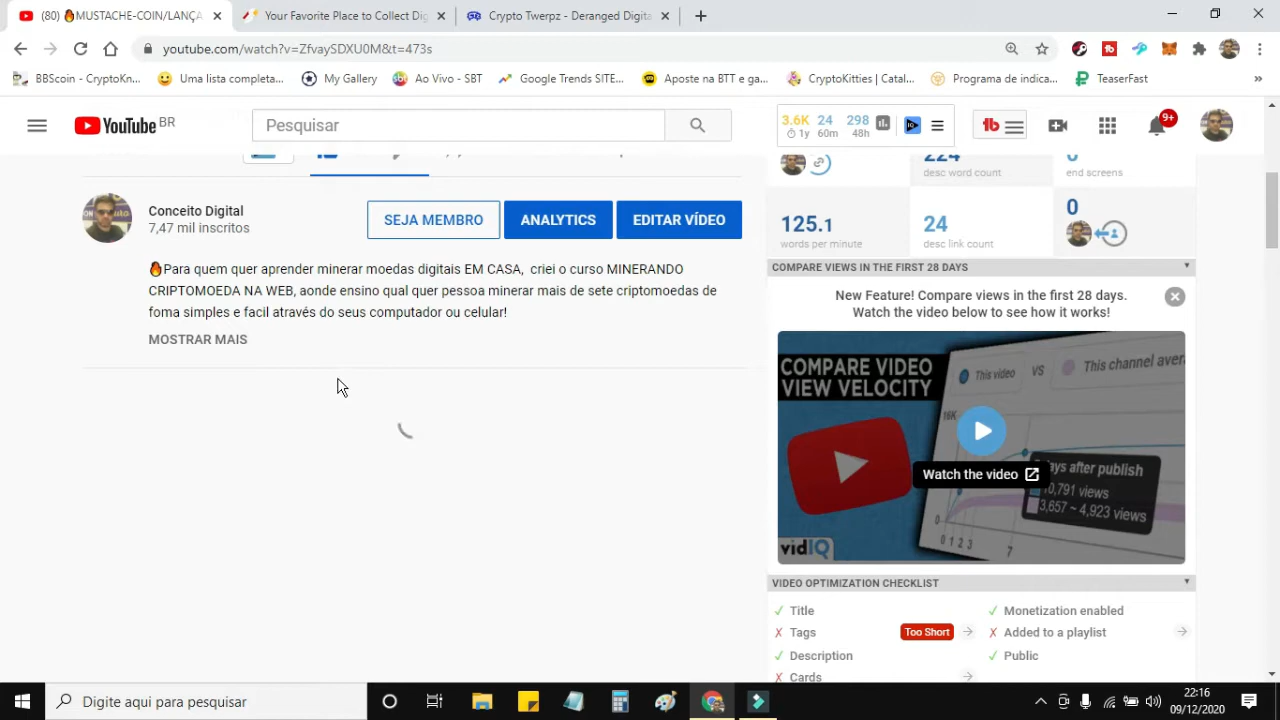 (80) 🔥MUSTACHE-COIN/LANÇA
Your Favorite Place to Collect Dig
Crypto Twerpz - Deranged Digita
youtube.com/watch?v=ZfvaySDXU0M&t=473s
BBScoin - CryptoKn...
Uma lista completa...
My Gallery
Ao Vivo - SBT
Google Trends SITE...
Aposte na BTT e ga...
CryptoKitties | Catal...
Programa de indica...
TeaserFast
»
YouTube BR
Pesquisar
3.6K 24 298
1y 60m 48h
9+
224
desc word count
end screens
125.1
words per minute
24
desc link count
0
Conceito Digital
7,47 mil inscritos
SEJA MEMBRO
ANALYTICS
EDITAR VÍDEO
🔥Para quem quer aprender minerar moedas digitais EM CASA, criei o curso MINERANDO
CRIPTOMOEDA NA WEB, aonde ensino qual quer pessoa minerar mais de sete criptomoedas de
foma simples e facil através do seus computador ou celular!
MOSTRAR MAIS
COMPARE VIEWS IN THE FIRST 28 DAYS
New Feature! Compare views in the first 28 days.
Watch the video below to see how it works!
COMPARE VIDEO
VIEW VELOCITY
This video
VS
This channel aver
Watch the video
days after publish
10,791 views
3,657 ~ 4,923 views
0 1 2 3 7
vidIQ
VIDEO OPTIMIZATION CHECKLIST
✓ Title
✗ Tags Too Short
✓ Description
✗ Cards
✓ Monetization enabled
✗ Added to a playlist
✓ Public
Digite aqui para pesquisar
22:16
09/12/2020